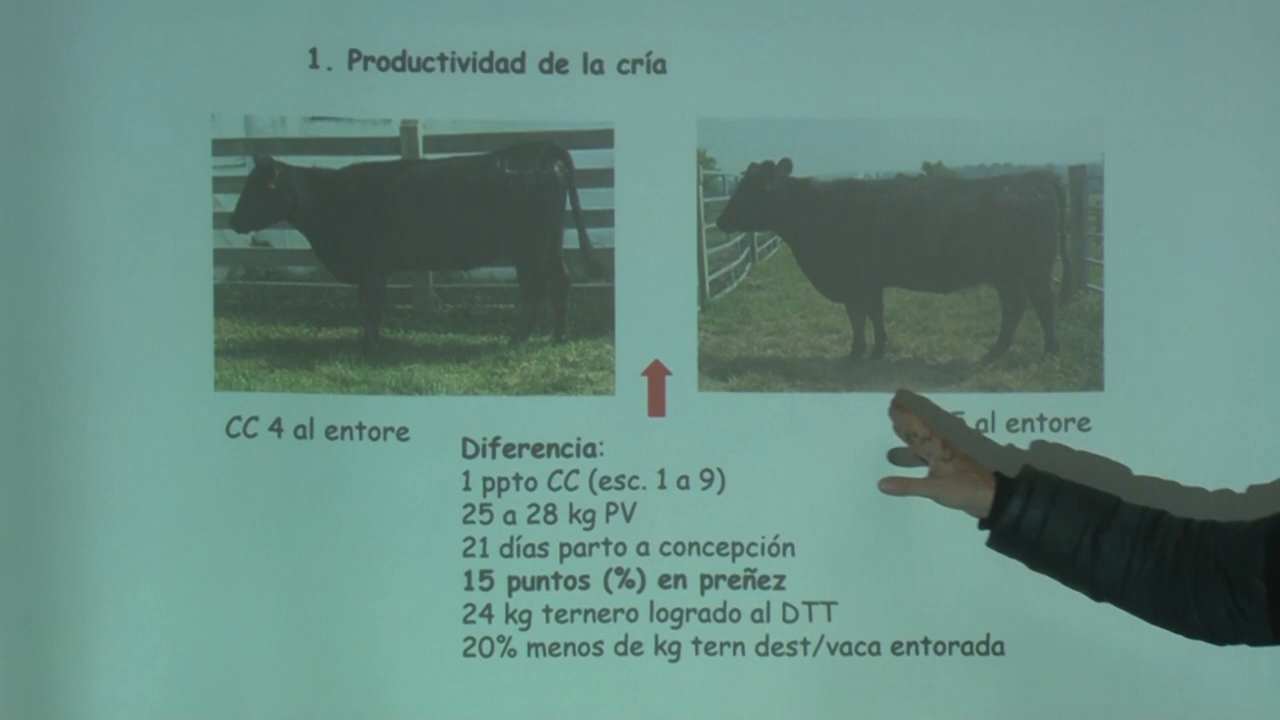 1. Productividad de la cría
CC 4 al entore
5 al entore
Diferencia:
1 ppto CC (esc. 1 a 9)
25 a 28 kg PV
21 días parto a concepción
15 puntos (%) en preñez
24 kg ternero logrado al DTT
20% menos de kg tern dest/vaca entorada